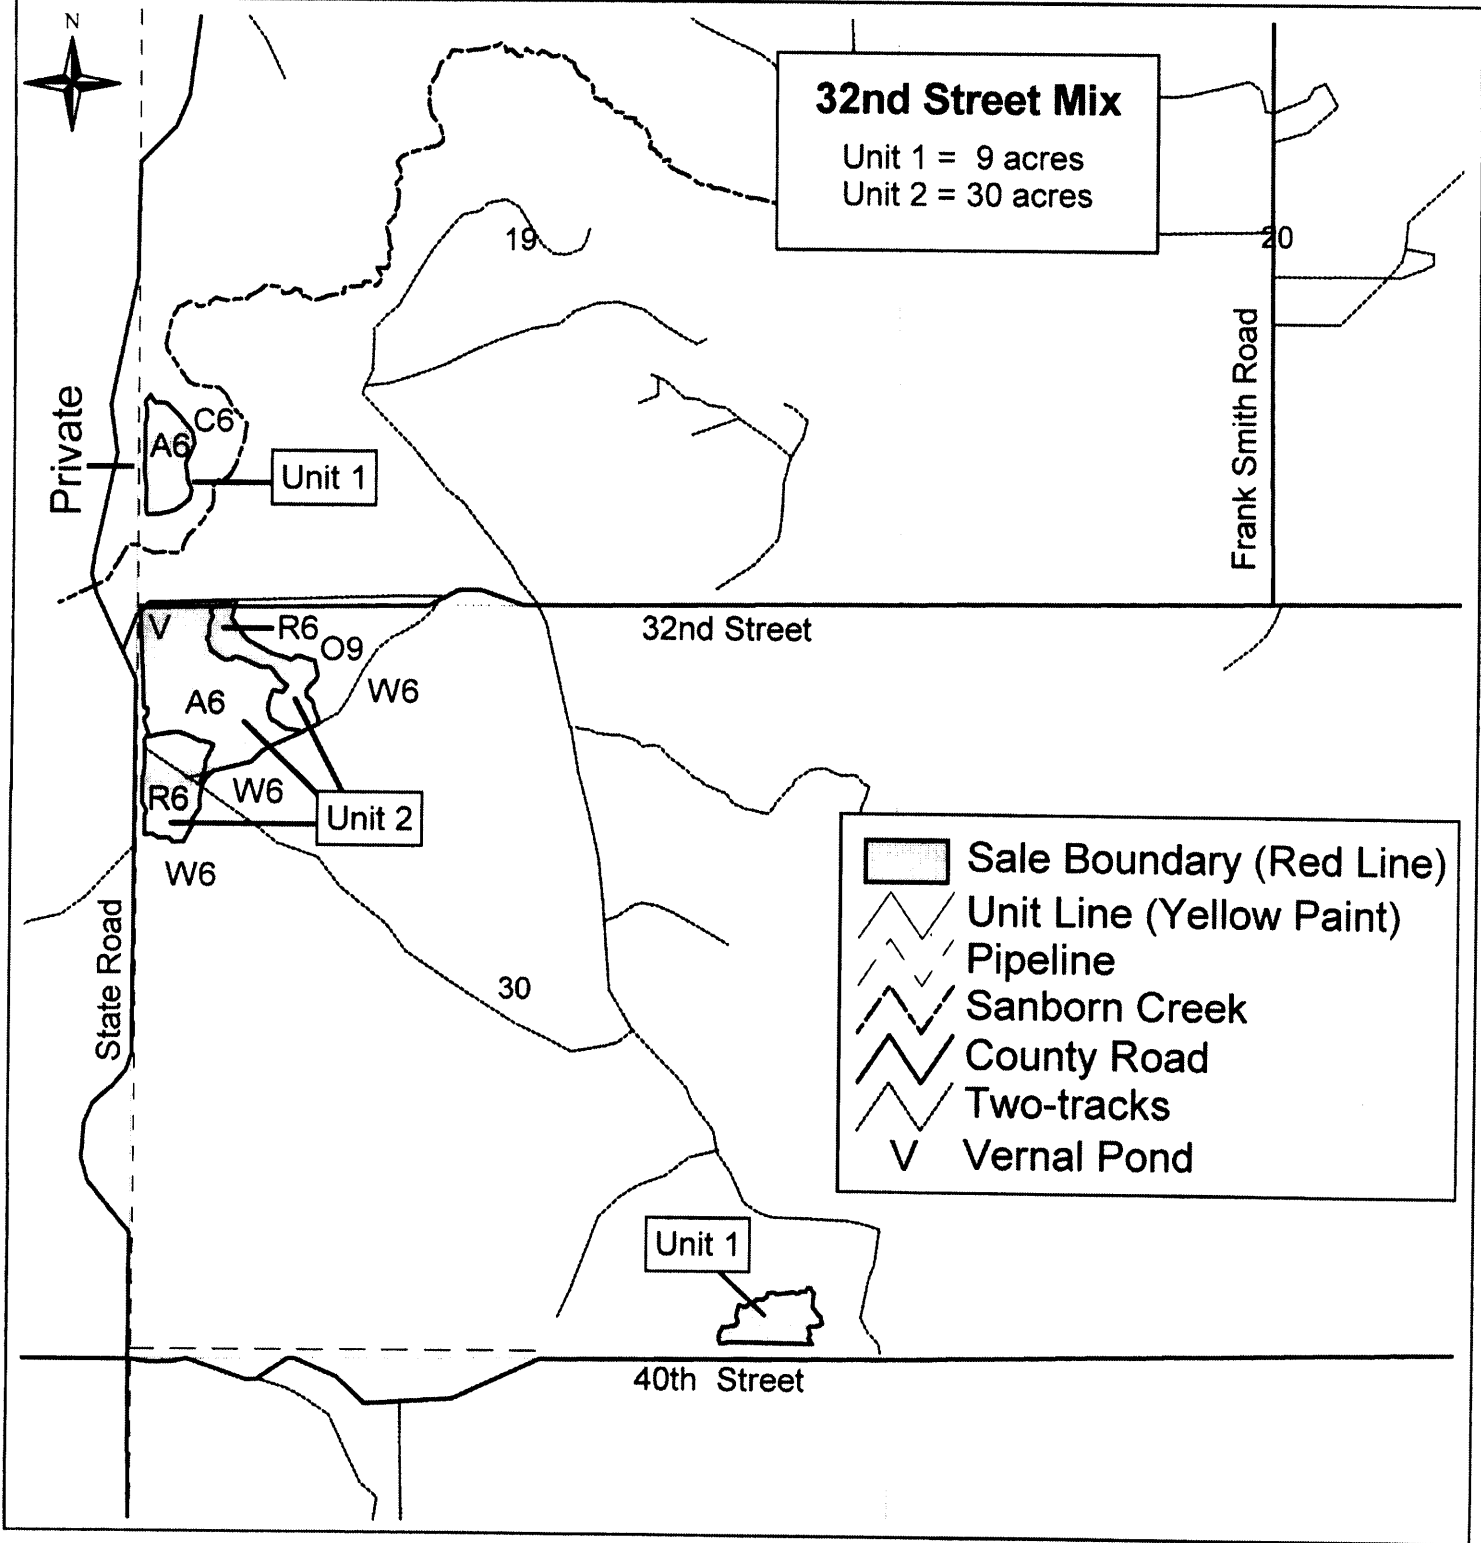 N
32nd Street Mix
Unit 1 = 9 acres
Unit 2 = 30 acres
19
20
Frank Smith Road
Private
C6
A6
Unit 1
V
R6
O9
32nd Street
W6
A6
R6
W6
Unit 2
W6
State Road
30
Sale Boundary (Red Line)
Unit Line (Yellow Paint)
Pipeline
Sanborn Creek
County Road
Two-tracks
V Vernal Pond
Unit 1
40th Street